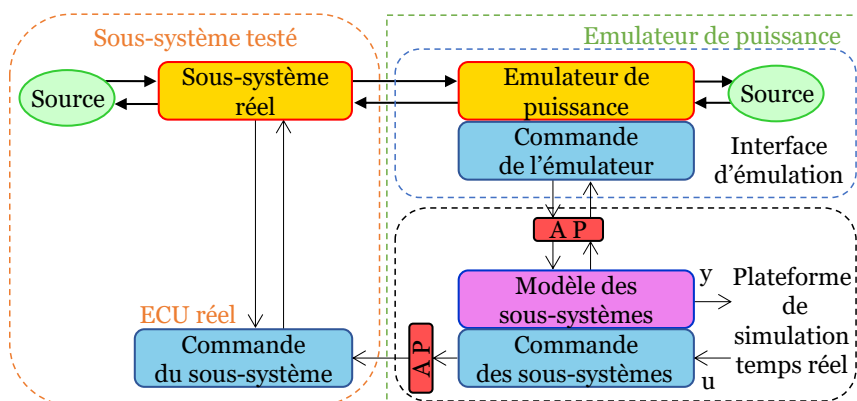 Sous-système testé
Emulateur de puissance
Source
Sous-système
réel
Emulateur de
puissance
Source
Commande
de l'émulateur
Interface
d'émulation
A P
Modèle des
sous-systèmes
y
Plateforme
de
simulation
temps réel
ECU réel
Commande
du sous-système
A P
Commande
des sous-systèmes
u